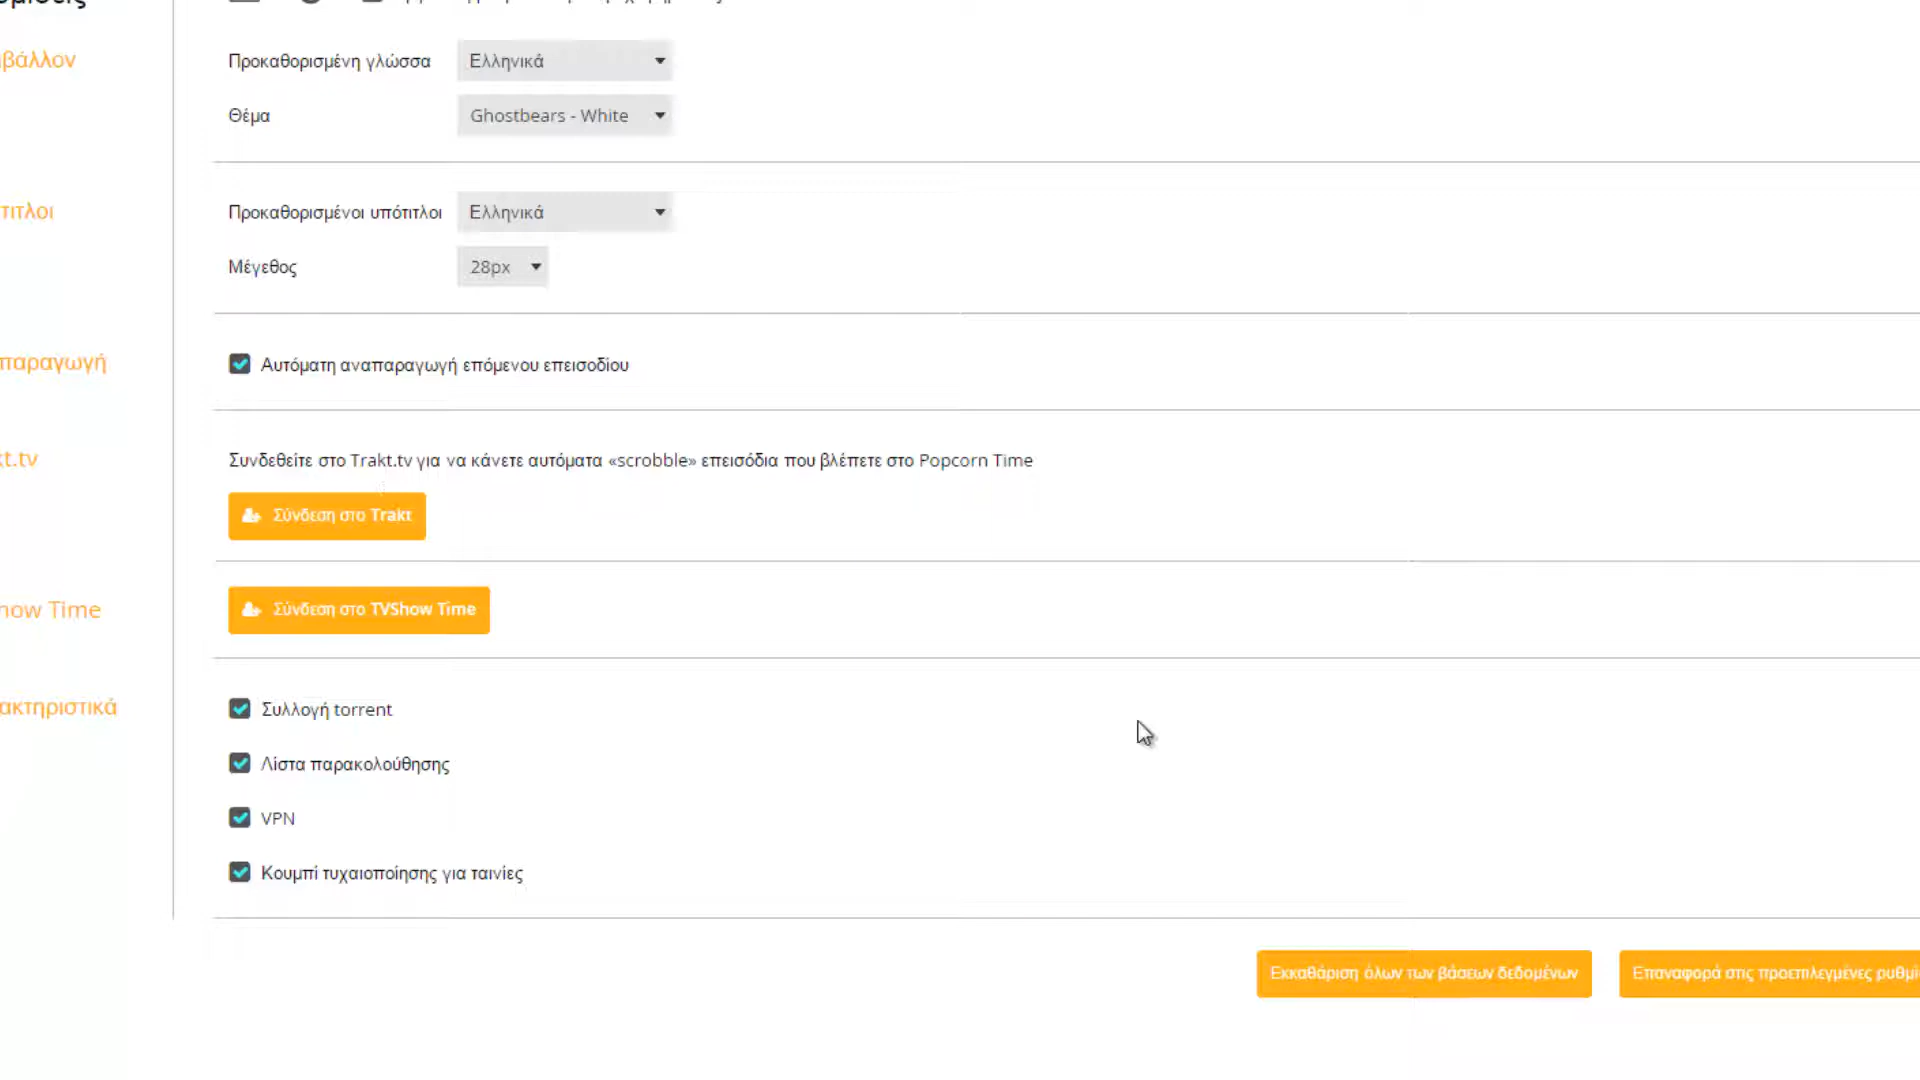 βάλλον
Προκαθορισμένη γλώσσα Ελληνικά
Θέμα Ghostbears - White
τιτλοι
Προκαθορισμένοι υπότιτλοι Ελληνικά
Μέγεθος 28px
παραγωγή
Αυτόματη αναπαραγωγή επόμενου επεισοδίου
t.tv
Συνδεθείτε στο Trakt.tv για να κάνετε αυτόματα «scrobble» επεισόδια που βλέπετε στο Popcorn Time
Σύνδεση στο Trakt
how Time
Σύνδεση στο TVShow Time
ακτηριστικά
Συλλογή torrent
Λίστα παρακολούθησης
VPN
Κουμπί τυχαιοποίησης για ταινίες
Εκκαθάριση όλων των βάσεων δεδομένων
Επαναφορά στις προεπιλεγμένες ρυθμί